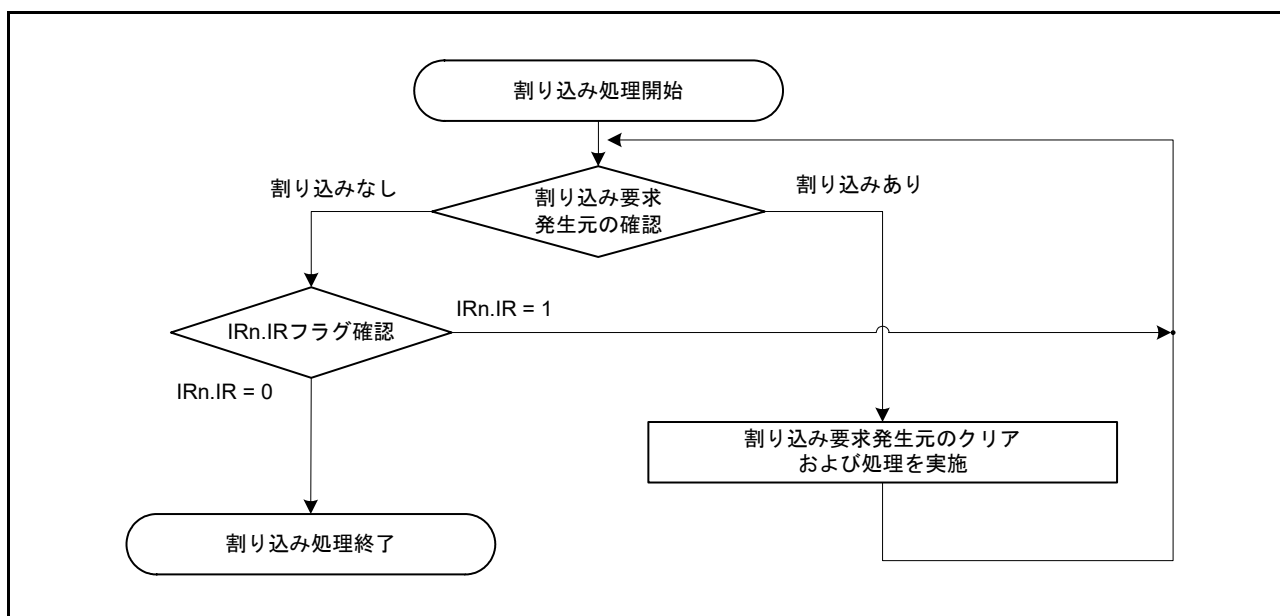 割り込み処理開始
割り込みなし
割り込みあり
割り込み要求
発生元の確認
IRn.IR = 1
IRn.IRフラグ確認
IRn.IR = 0
割り込み要求発生元のクリア
および処理を実施
割り込み処理終了